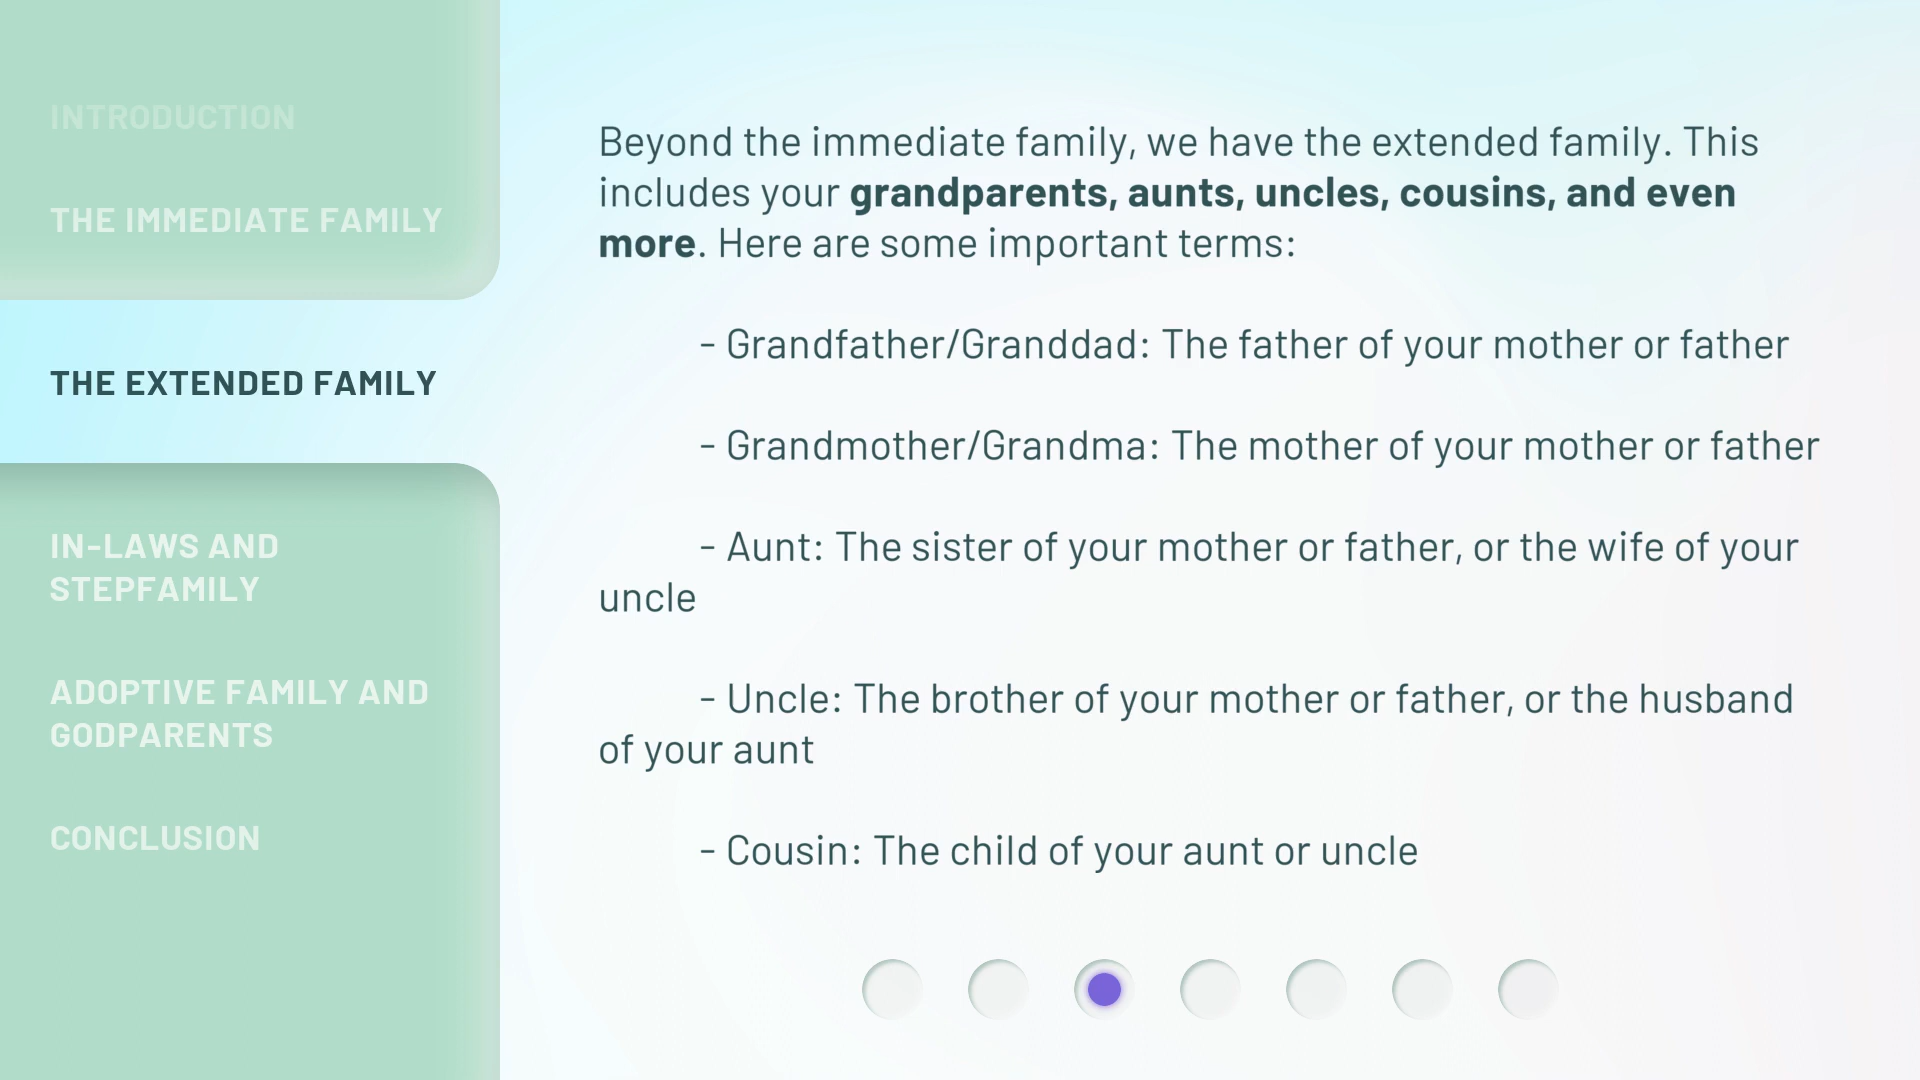 INTRODUCTION
THE IMMEDIATE FAMILY
THE EXTENDED FAMILY
IN-LAWS AND
STEPFAMILY
ADOPTIVE FAMILY AND
GODPARENTS
CONCLUSION
Beyond the immediate family, we have the extended family. This
includes your grandparents, aunts, uncles, cousins, and even
more. Here are some important terms:
- Grandfather/Granddad: The father of your mother or father
- Grandmother/Grandma: The mother of your mother or father
- Aunt: The sister of your mother or father, or the wife of your
uncle
- Uncle: The brother of your mother or father, or the husband
of your aunt
- Cousin: The child of your aunt or uncle